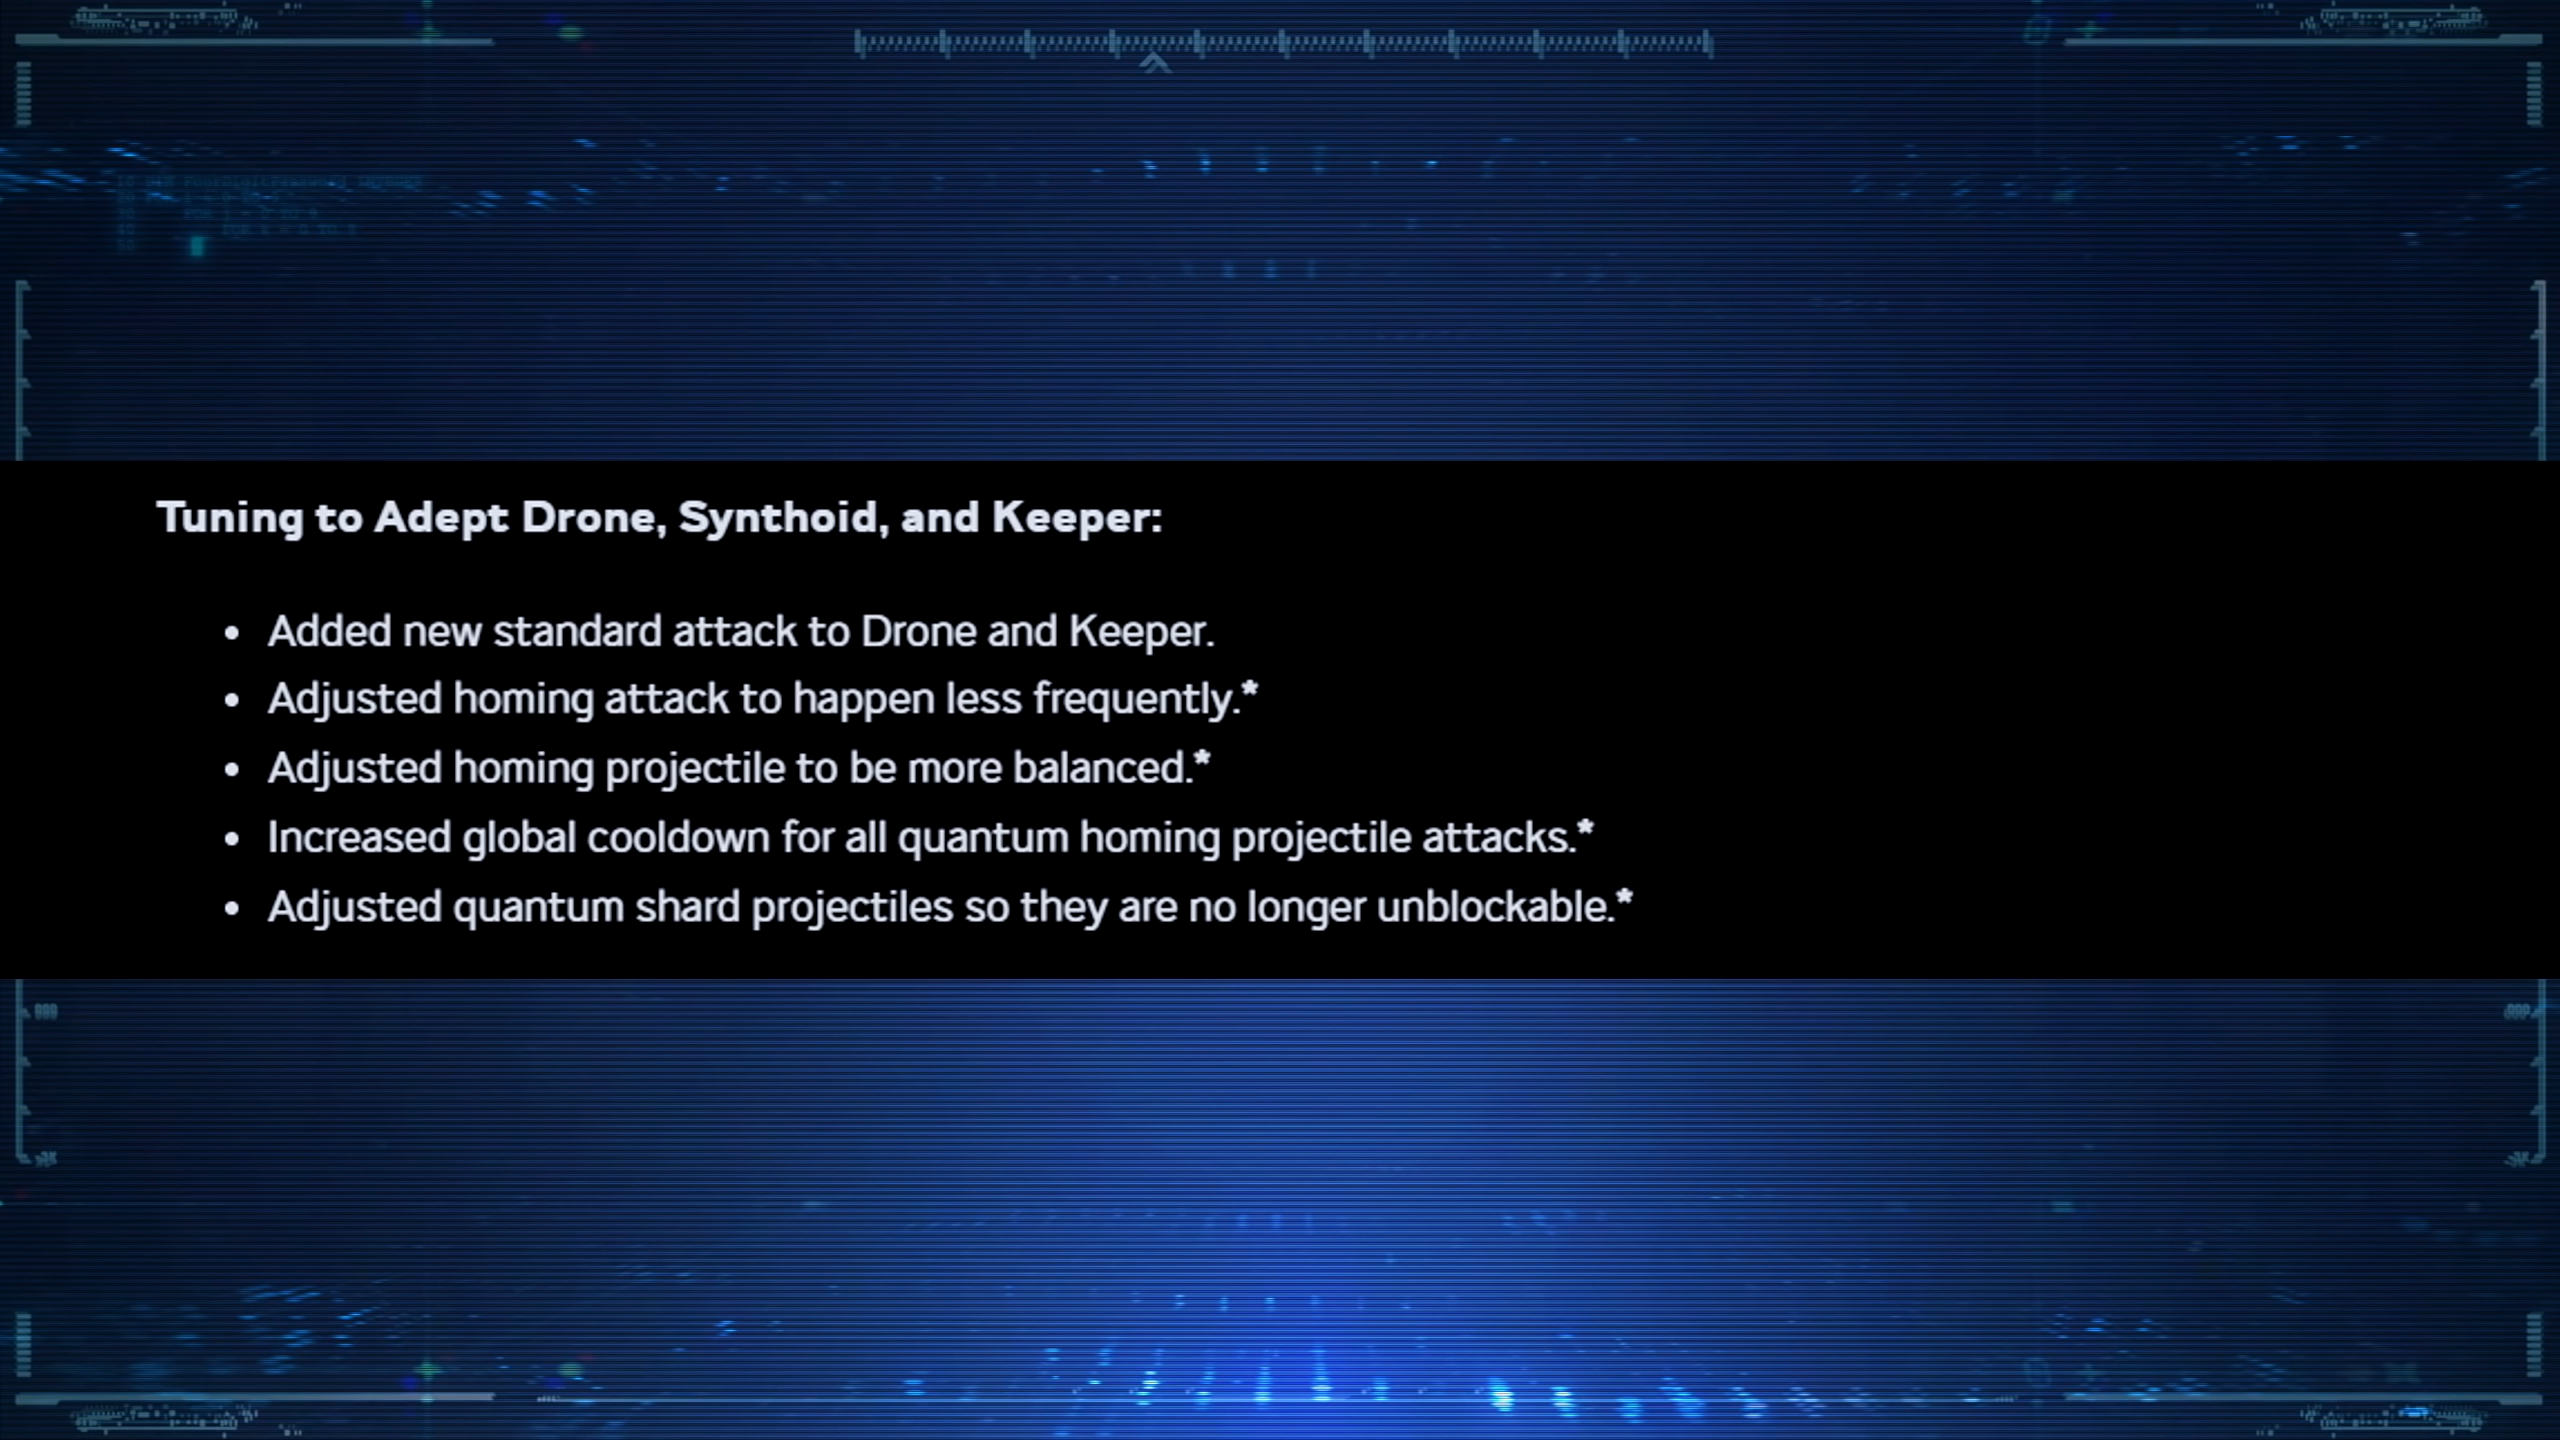 Tuning to Adept Drone, Synthoid, and Keeper:
• Added new standard attack to Drone and Keeper.
• Adjusted homing attack to happen less frequently.*
• Adjusted homing projectile to be more balanced.*
• Increased global cooldown for all quantum homing projectile attacks.*
• Adjusted quantum shard projectiles so they are no longer unblockable.*